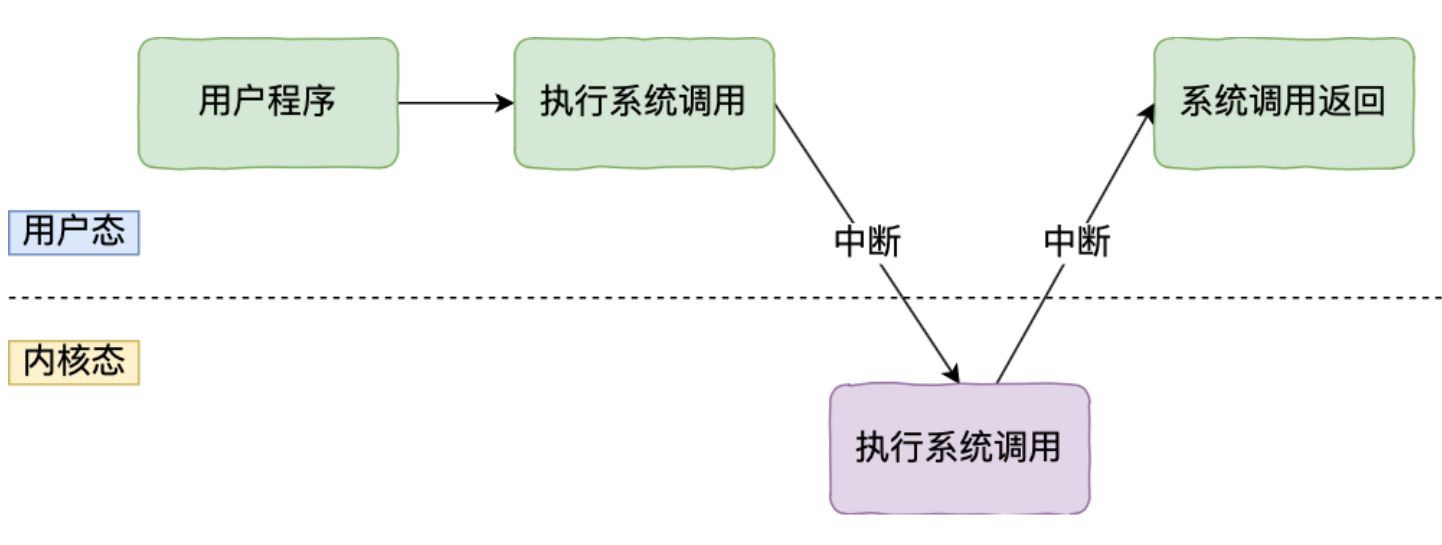 用户程序
执行系统调用
系统调用返回
用户态
中断
中断
内核态
执行系统调用